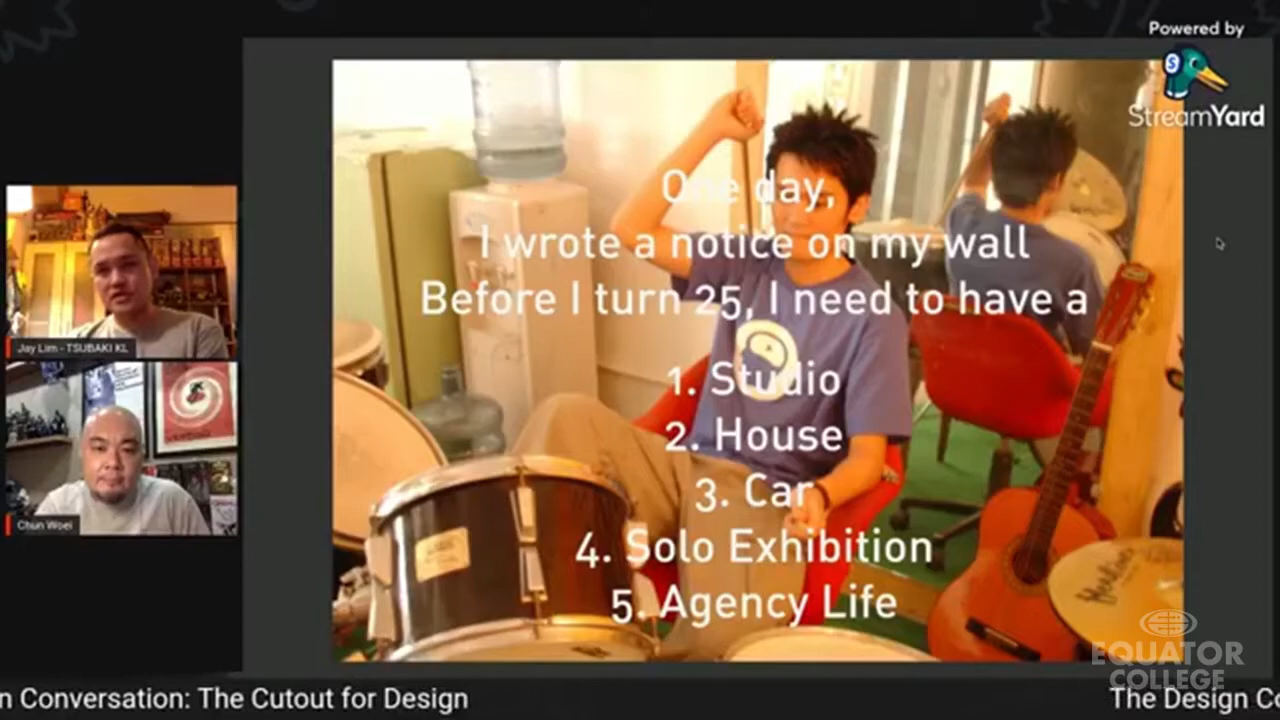 Powered by
StreamYard
One day,
I wrote a notice on my wall
Before I turn 25, I need to have a
1. Studio
2. House
3. Car
4. Solo Exhibition
5. Agency Life
Jay Lim - TSUBAKI KL
Chun Woei
EQUATOR
COLLEGE
n Conversation: The Cutout for Design
The Design Co